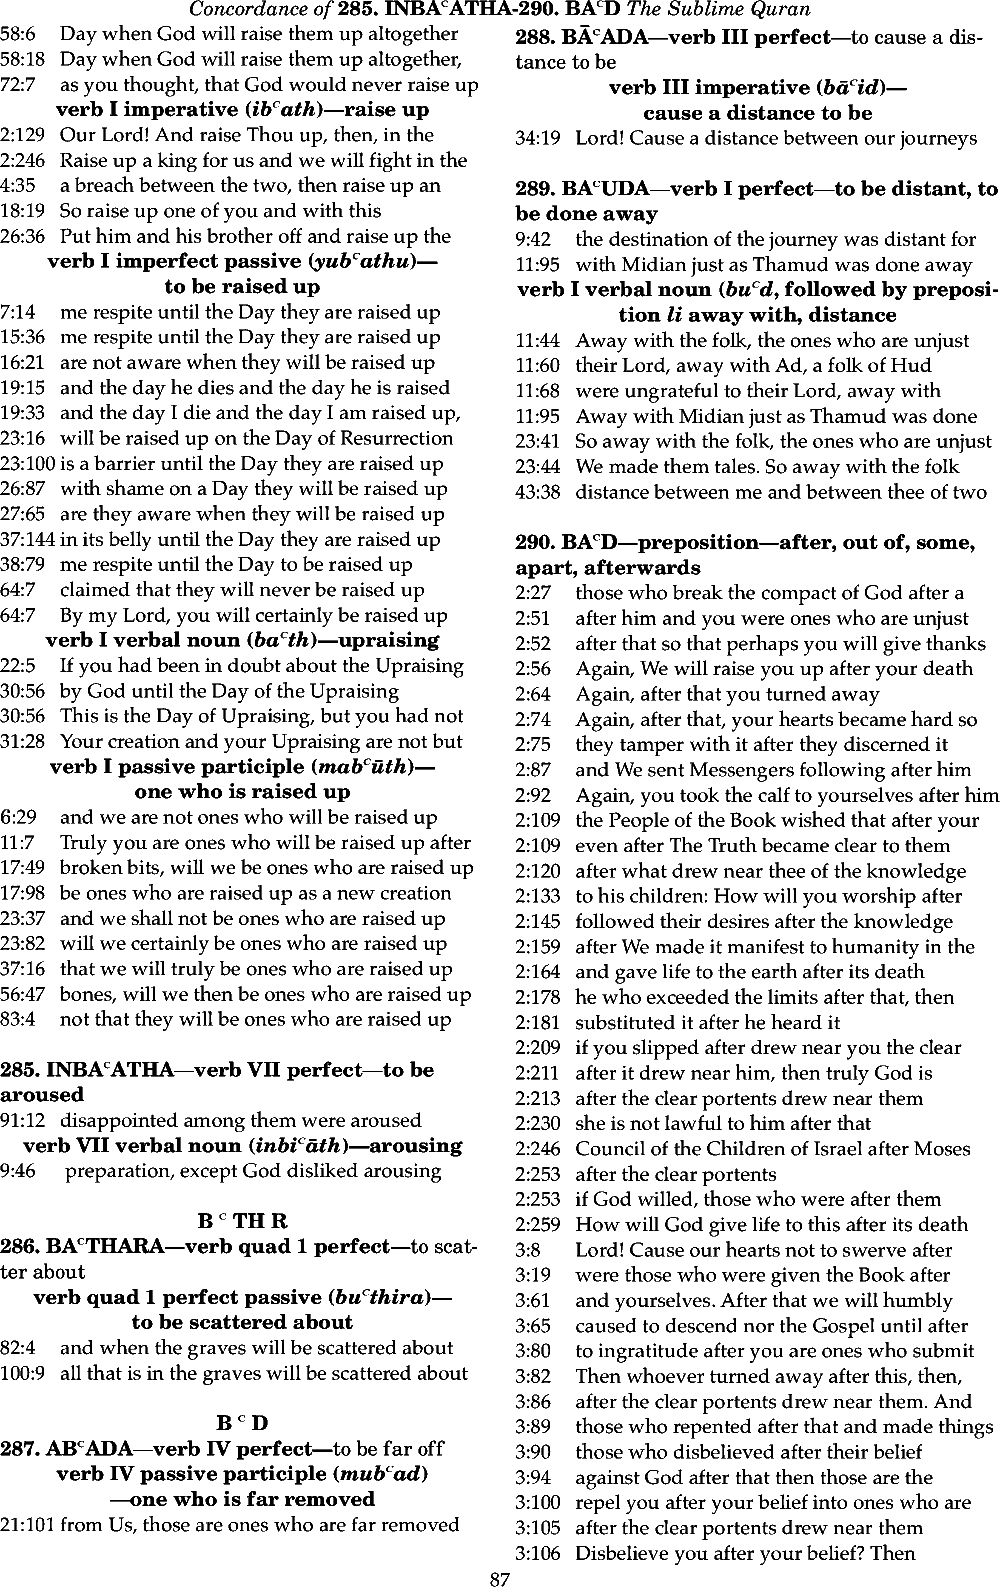 Concordance of 285. INBAᶜATHA-290. BAᶜD The Sublime Quran
58:6 Day when God will raise them up altogether
58:18 Day when God will raise them up altogether,
72:7 as you thought, that God would never raise up
verb I imperative (ibᶜath)—raise up
2:129 Our Lord! And raise Thou up, then, in the
2:246 Raise up a king for us and we will fight in the
4:35 a breach between the two, then raise up an
18:19 So raise up one of you and with this
26:36 Put him and his brother off and raise up the
verb I imperfect passive (yubᶜathu)—
to be raised up
7:14 me respite until the Day they are raised up
15:36 me respite until the Day they are raised up
16:21 are not aware when they will be raised up
19:15 and the day he dies and the day he is raised
19:33 and the day I die and the day I am raised up,
23:16 will be raised up on the Day of Resurrection
23:100 is a barrier until the Day they are raised up
26:87 with shame on a Day they will be raised up
27:65 are they aware when they will be raised up
37:144 in its belly until the Day they are raised up
38:79 me respite until the Day to be raised up
64:7 claimed that they will never be raised up
64:7 By my Lord, you will certainly be raised up
verb I verbal noun (baᶜth)—upraising
22:5 If you had been in doubt about the Upraising
30:56 by God until the Day of the Upraising
30:56 This is the Day of Upraising, but you had not
31:28 Your creation and your Upraising are not but
verb I passive participle (mabᶜūth)—
one who is raised up
6:29 and we are not ones who will be raised up
11:7 Truly you are ones who will be raised up after
17:49 broken bits, will we be ones who are raised up
17:98 be ones who are raised up as a new creation
23:37 and we shall not be ones who are raised up
23:82 will we certainly be ones who are raised up
37:16 that we will truly be ones who are raised up
56:47 bones, will we then be ones who are raised up
83:4 not that they will be ones who are raised up
285. INBAᶜATHA—verb VII perfect—to be
aroused
91:12 disappointed among them were aroused
verb VII verbal noun (inbiᶜāth)—arousing
9:46 preparation, except God disliked arousing
B ᶜ TH R
286. BAᶜTHARA—verb quad 1 perfect—to scat-
ter about
verb quad 1 perfect passive (buᶜthira)—
to be scattered about
82:4 and when the graves will be scattered about
100:9 all that is in the graves will be scattered about
B ᶜ D
287. ABᶜADA—verb IV perfect—to be far off
verb IV passive participle (mubᶜad)
—one who is far removed
21:101 from Us, those are ones who are far removed
288. BĀᶜADA—verb III perfect—to cause a dis-
tance to be
verb III imperative (bāᶜid)—
cause a distance to be
34:19 Lord! Cause a distance between our journeys
289. BAᶜUDA—verb I perfect—to be distant, to
be done away
9:42 the destination of the journey was distant for
11:95 with Midian just as Thamud was done away
verb I verbal noun (buᶜd, followed by preposi-
tion li away with, distance
11:44 Away with the folk, the ones who are unjust
11:60 their Lord, away with Ad, a folk of Hud
11:68 were ungrateful to their Lord, away with
11:95 Away with Midian just as Thamud was done
23:41 So away with the folk, the ones who are unjust
23:44 We made them tales. So away with the folk
43:38 distance between me and between thee of two
290. BAᶜD—preposition—after, out of, some,
apart, afterwards
2:27 those who break the compact of God after a
2:51 after him and you were ones who are unjust
2:52 after that so that perhaps you will give thanks
2:56 Again, We will raise you up after your death
2:64 Again, after that you turned away
2:74 Again, after that, your hearts became hard so
2:75 they tamper with it after they discerned it
2:87 and We sent Messengers following after him
2:92 Again, you took the calf to yourselves after him
2:109 the People of the Book wished that after your
2:109 even after The Truth became clear to them
2:120 after what drew near thee of the knowledge
2:133 to his children: How will you worship after
2:145 followed their desires after the knowledge
2:159 after We made it manifest to humanity in the
2:164 and gave life to the earth after its death
2:178 he who exceeded the limits after that, then
2:181 substituted it after he heard it
2:209 if you slipped after drew near you the clear
2:211 after it drew near him, then truly God is
2:213 after the clear portents drew near them
2:230 she is not lawful to him after that
2:246 Council of the Children of Israel after Moses
2:253 after the clear portents
2:253 if God willed, those who were after them
2:259 How will God give life to this after its death
3:8 Lord! Cause our hearts not to swerve after
3:19 were those who were given the Book after
3:61 and yourselves. After that we will humbly
3:65 caused to descend nor the Gospel until after
3:80 to ingratitude after you are ones who submit
3:82 Then whoever turned away after this, then,
3:86 after the clear portents drew near them. And
3:89 those who repented after that and made things
3:90 those who disbelieved after their belief
3:94 against God after that then those are the
3:100 repel you after your belief into ones who are
3:105 after the clear portents drew near them
3:106 Disbelieve you after your belief? Then
87